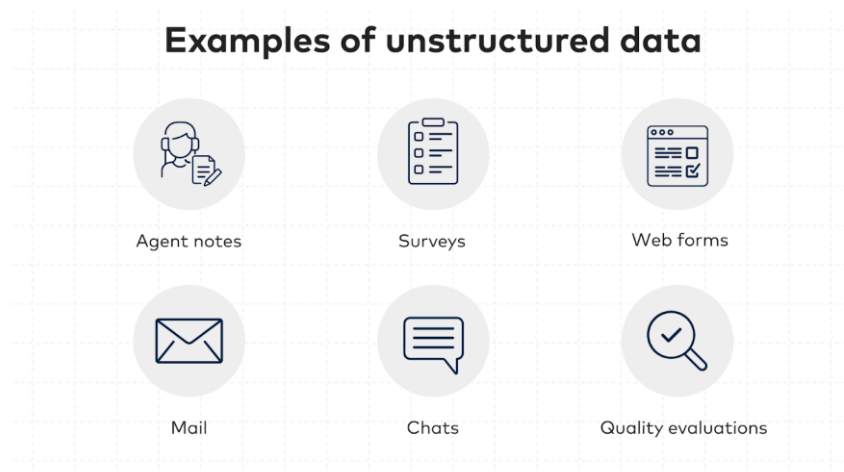 Examples of unstructured data
Agent notes
Surveys
Web forms
Mail
Chats
Quality evaluations